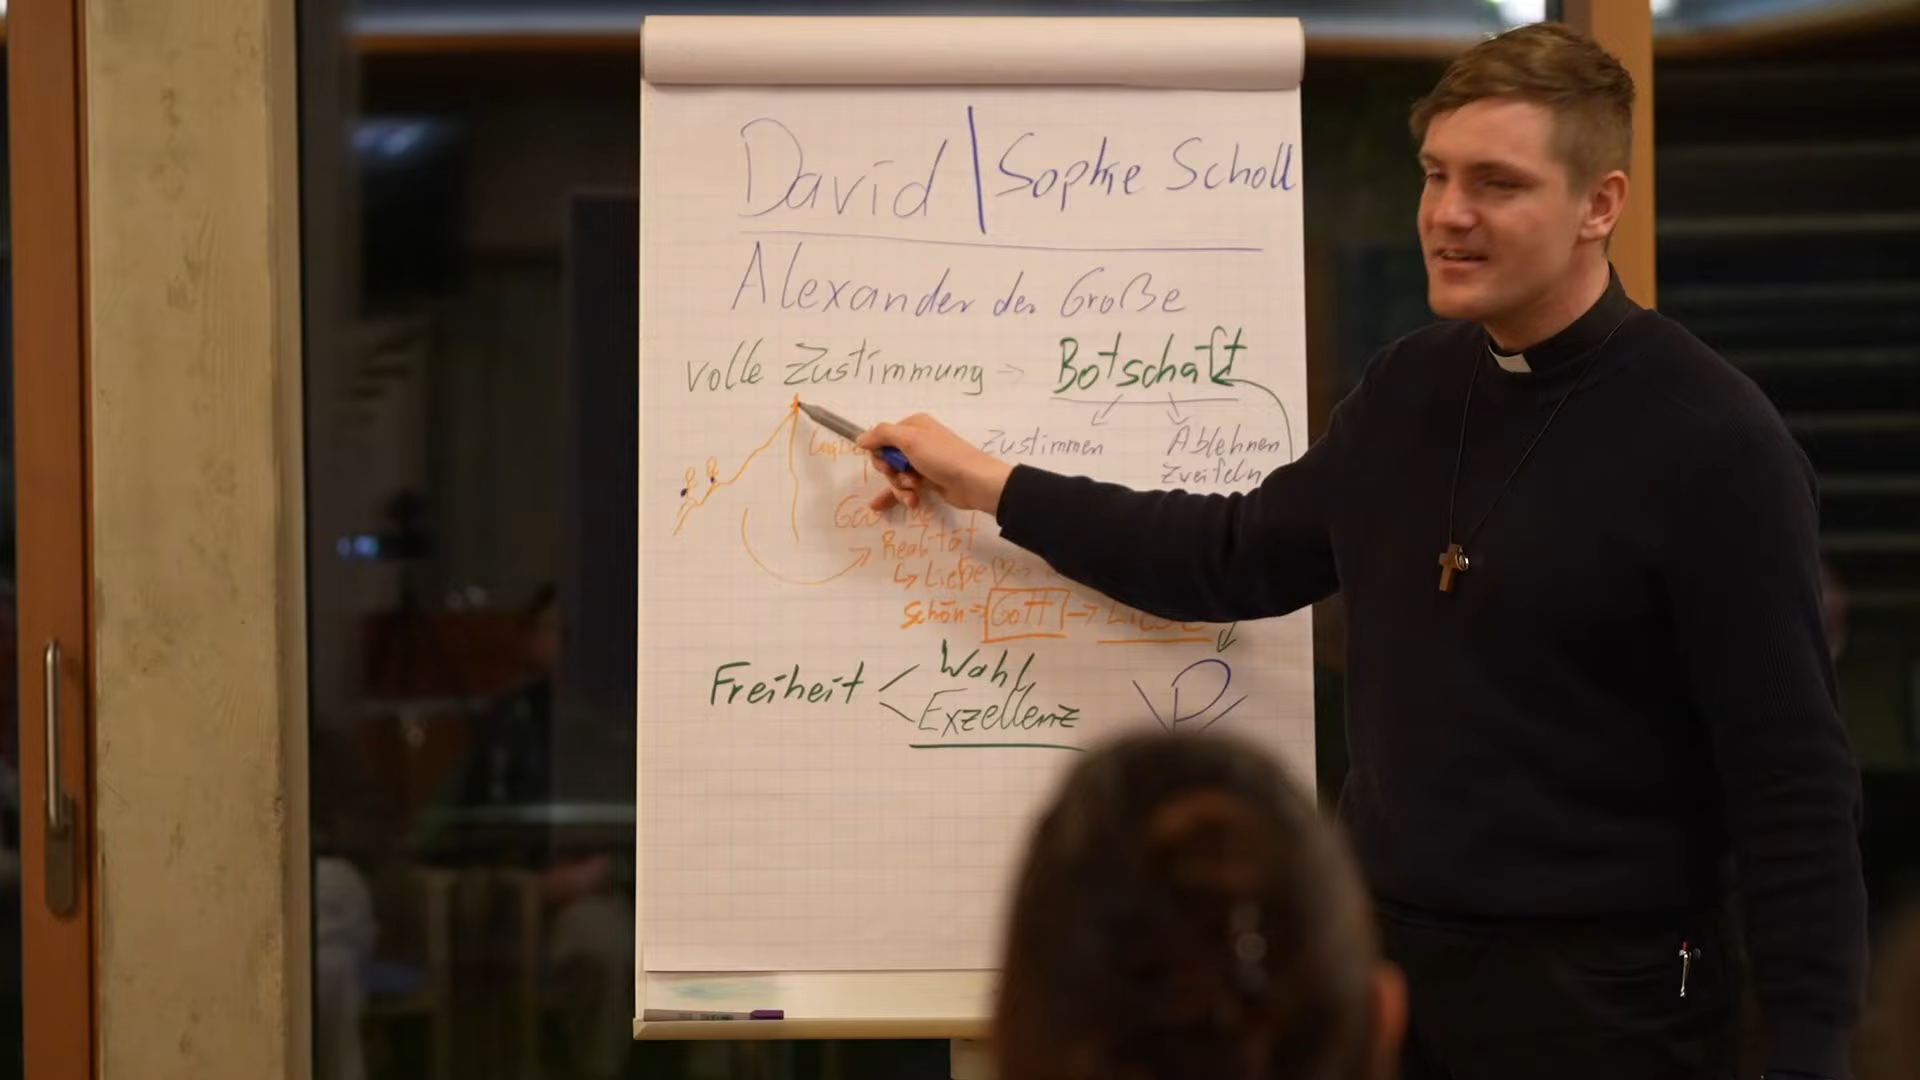 David | Sophie Scholl
Alexander der Große
volle Zustimmung → Botschaft
Zustimmen
Ablehnen
Zweifeln
Realität
↳ Liebe ♡→
schön → Gott → Liebe
Freiheit
Wahl
Exzellenz
P